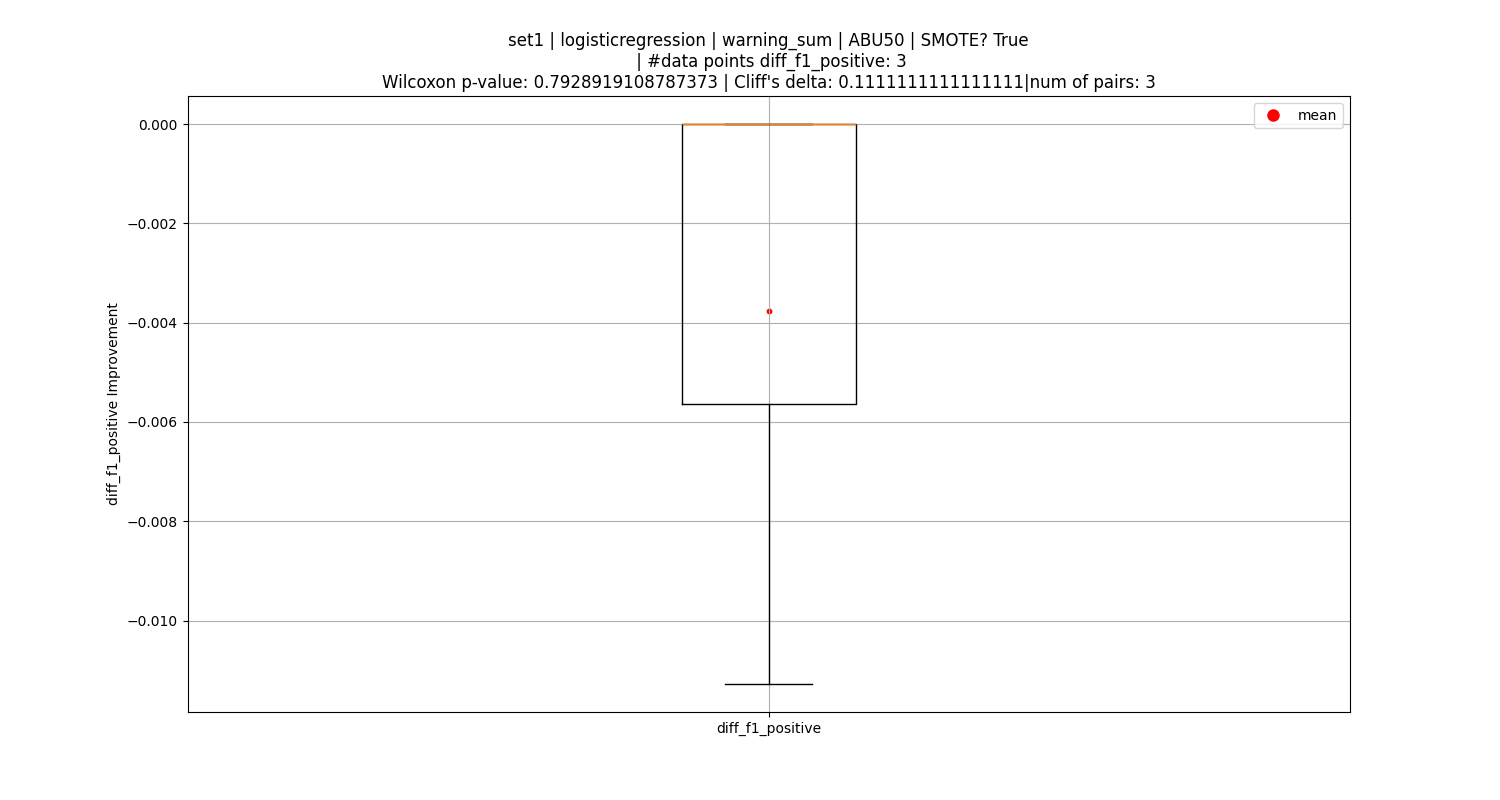 set1 | logisticregression | warning_sum | ABU50 | SMOTE? True
| #data points diff_f1_positive: 3
Wilcoxon p-value: 0.7928919108787373 | Cliff's delta: 0.1111111111111111|num of pairs: 3
mean
0.000
−0.002
−0.004
−0.006
−0.008
−0.010
diff_f1_positive Improvement
diff_f1_positive